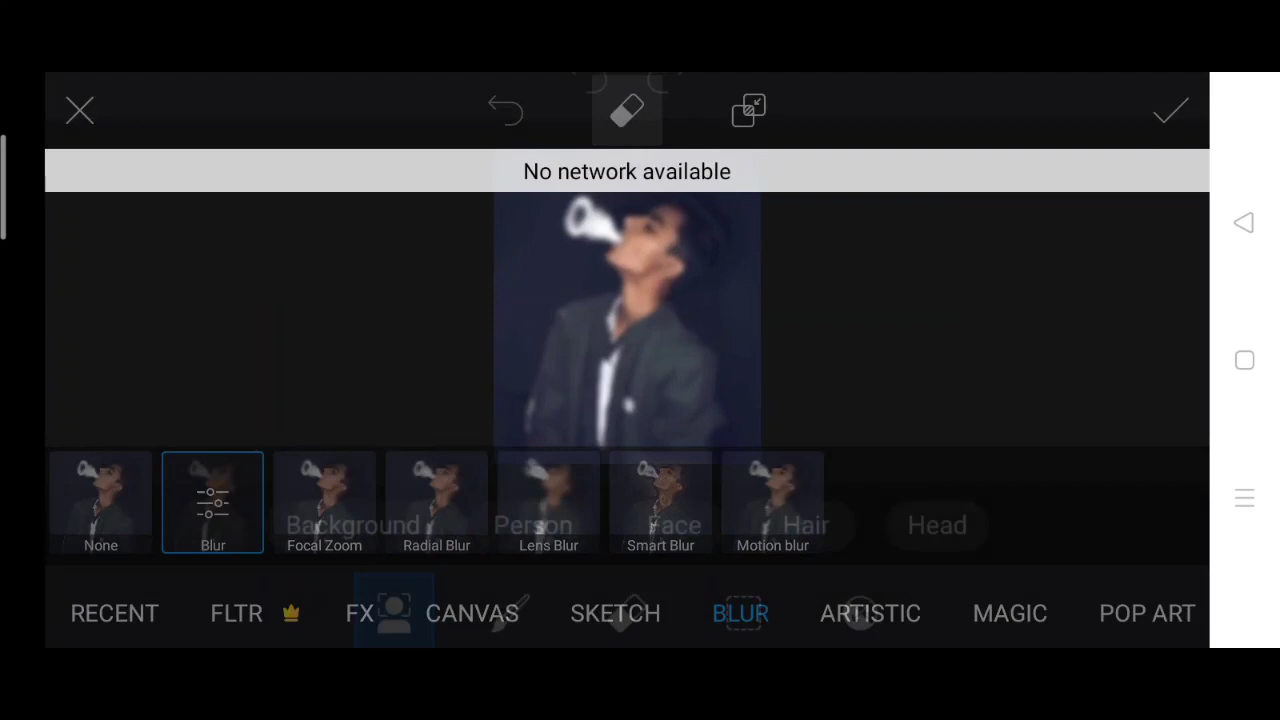 No network available
Background Person Face Hair Head
None Blur Focal Zoom Radial Blur Lens Blur Smart Blur Motion blur
RECENT FLTR FX CANVAS SKETCH BLUR ARTISTIC MAGIC POP ART